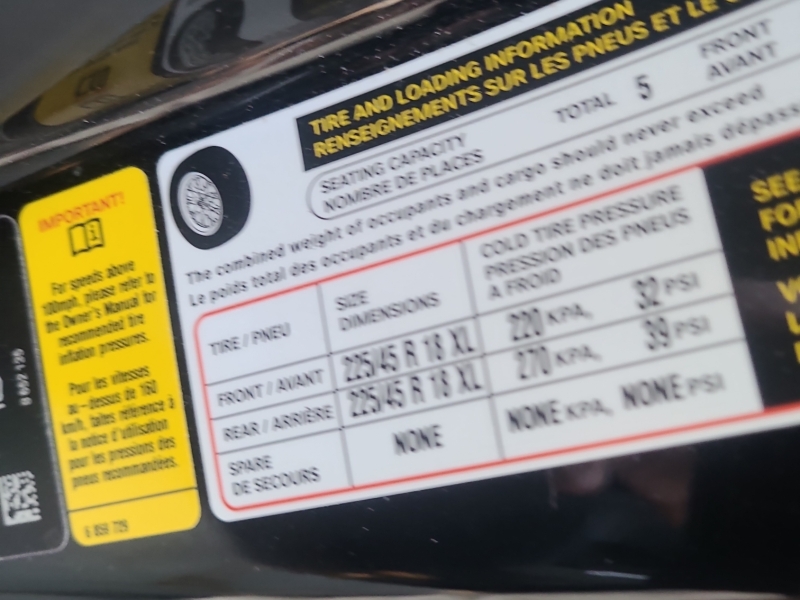 IMPORTANT!
For speeds above
100mph, please refer to
the Owner's Manual for
recommended tire
inflation pressures.
Pour les vitesses
au-dessus de 160
km/h, faites référence à
la notice d'utilisation
pour les pressions des
pneus recommandées.
TIRE AND LOADING INFORMATION
RENSEIGNEMENTS SUR LES PNEUS ET LE
SEATING CAPACITY
NOMBRE DE PLACES
TOTAL 5
FRONT
AVANT
The combined weight of occupants and cargo should never exceed
Le poids total des occupants et du chargement ne doit jamais dépass
TIRE / PNEU
SIZE
DIMENSIONS
COLD TIRE PRESSURE
PRESSION DES PNEUS
A FROID
FRONT / AVANT 225/45 R 18 XL 220 KPA, 32 PSI
REAR / ARRIÈRE 225/45 R 18 XL 270 KPA, 39 PSI
SPARE
DE SECOURS
NONE
NONE KPA, NONE PSI
SEE
FO